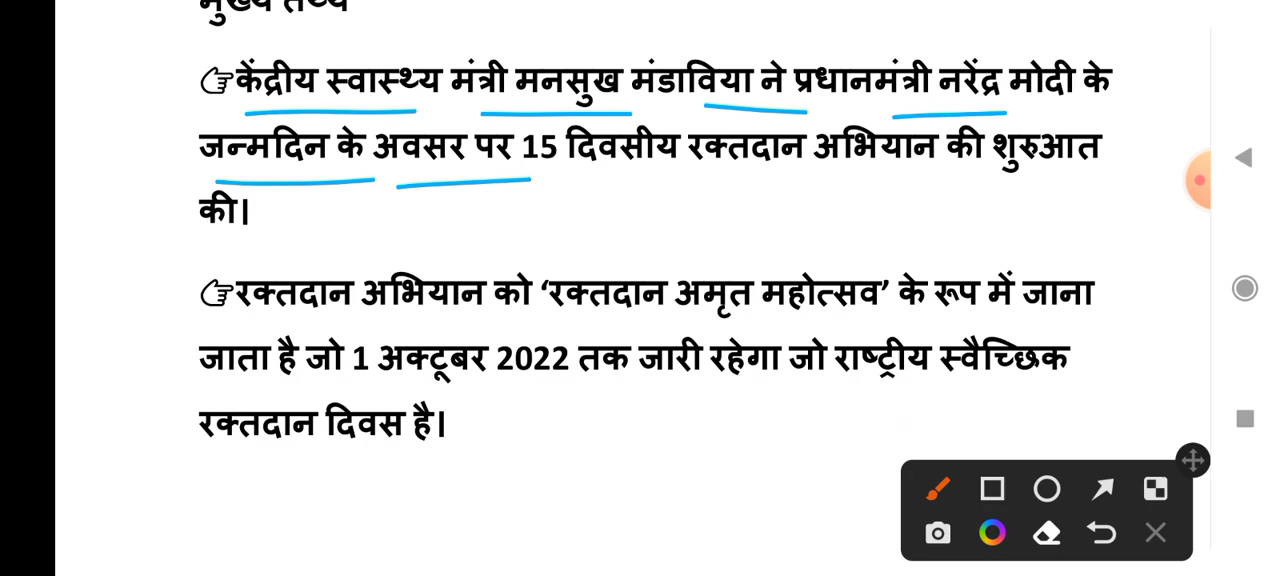 मुख्य तथ्य
👉केंद्रीय स्वास्थ्य मंत्री मनसुख मंडाविया ने प्रधानमंत्री नरेंद्र मोदी के
जन्मदिन के अवसर पर 15 दिवसीय रक्तदान अभियान की शुरुआत
की।
👉रक्तदान अभियान को ‘रक्तदान अमृत महोत्सव’ के रूप में जाना
जाता है जो 1 अक्टूबर 2022 तक जारी रहेगा जो राष्ट्रीय स्वैच्छिक
रक्तदान दिवस है।